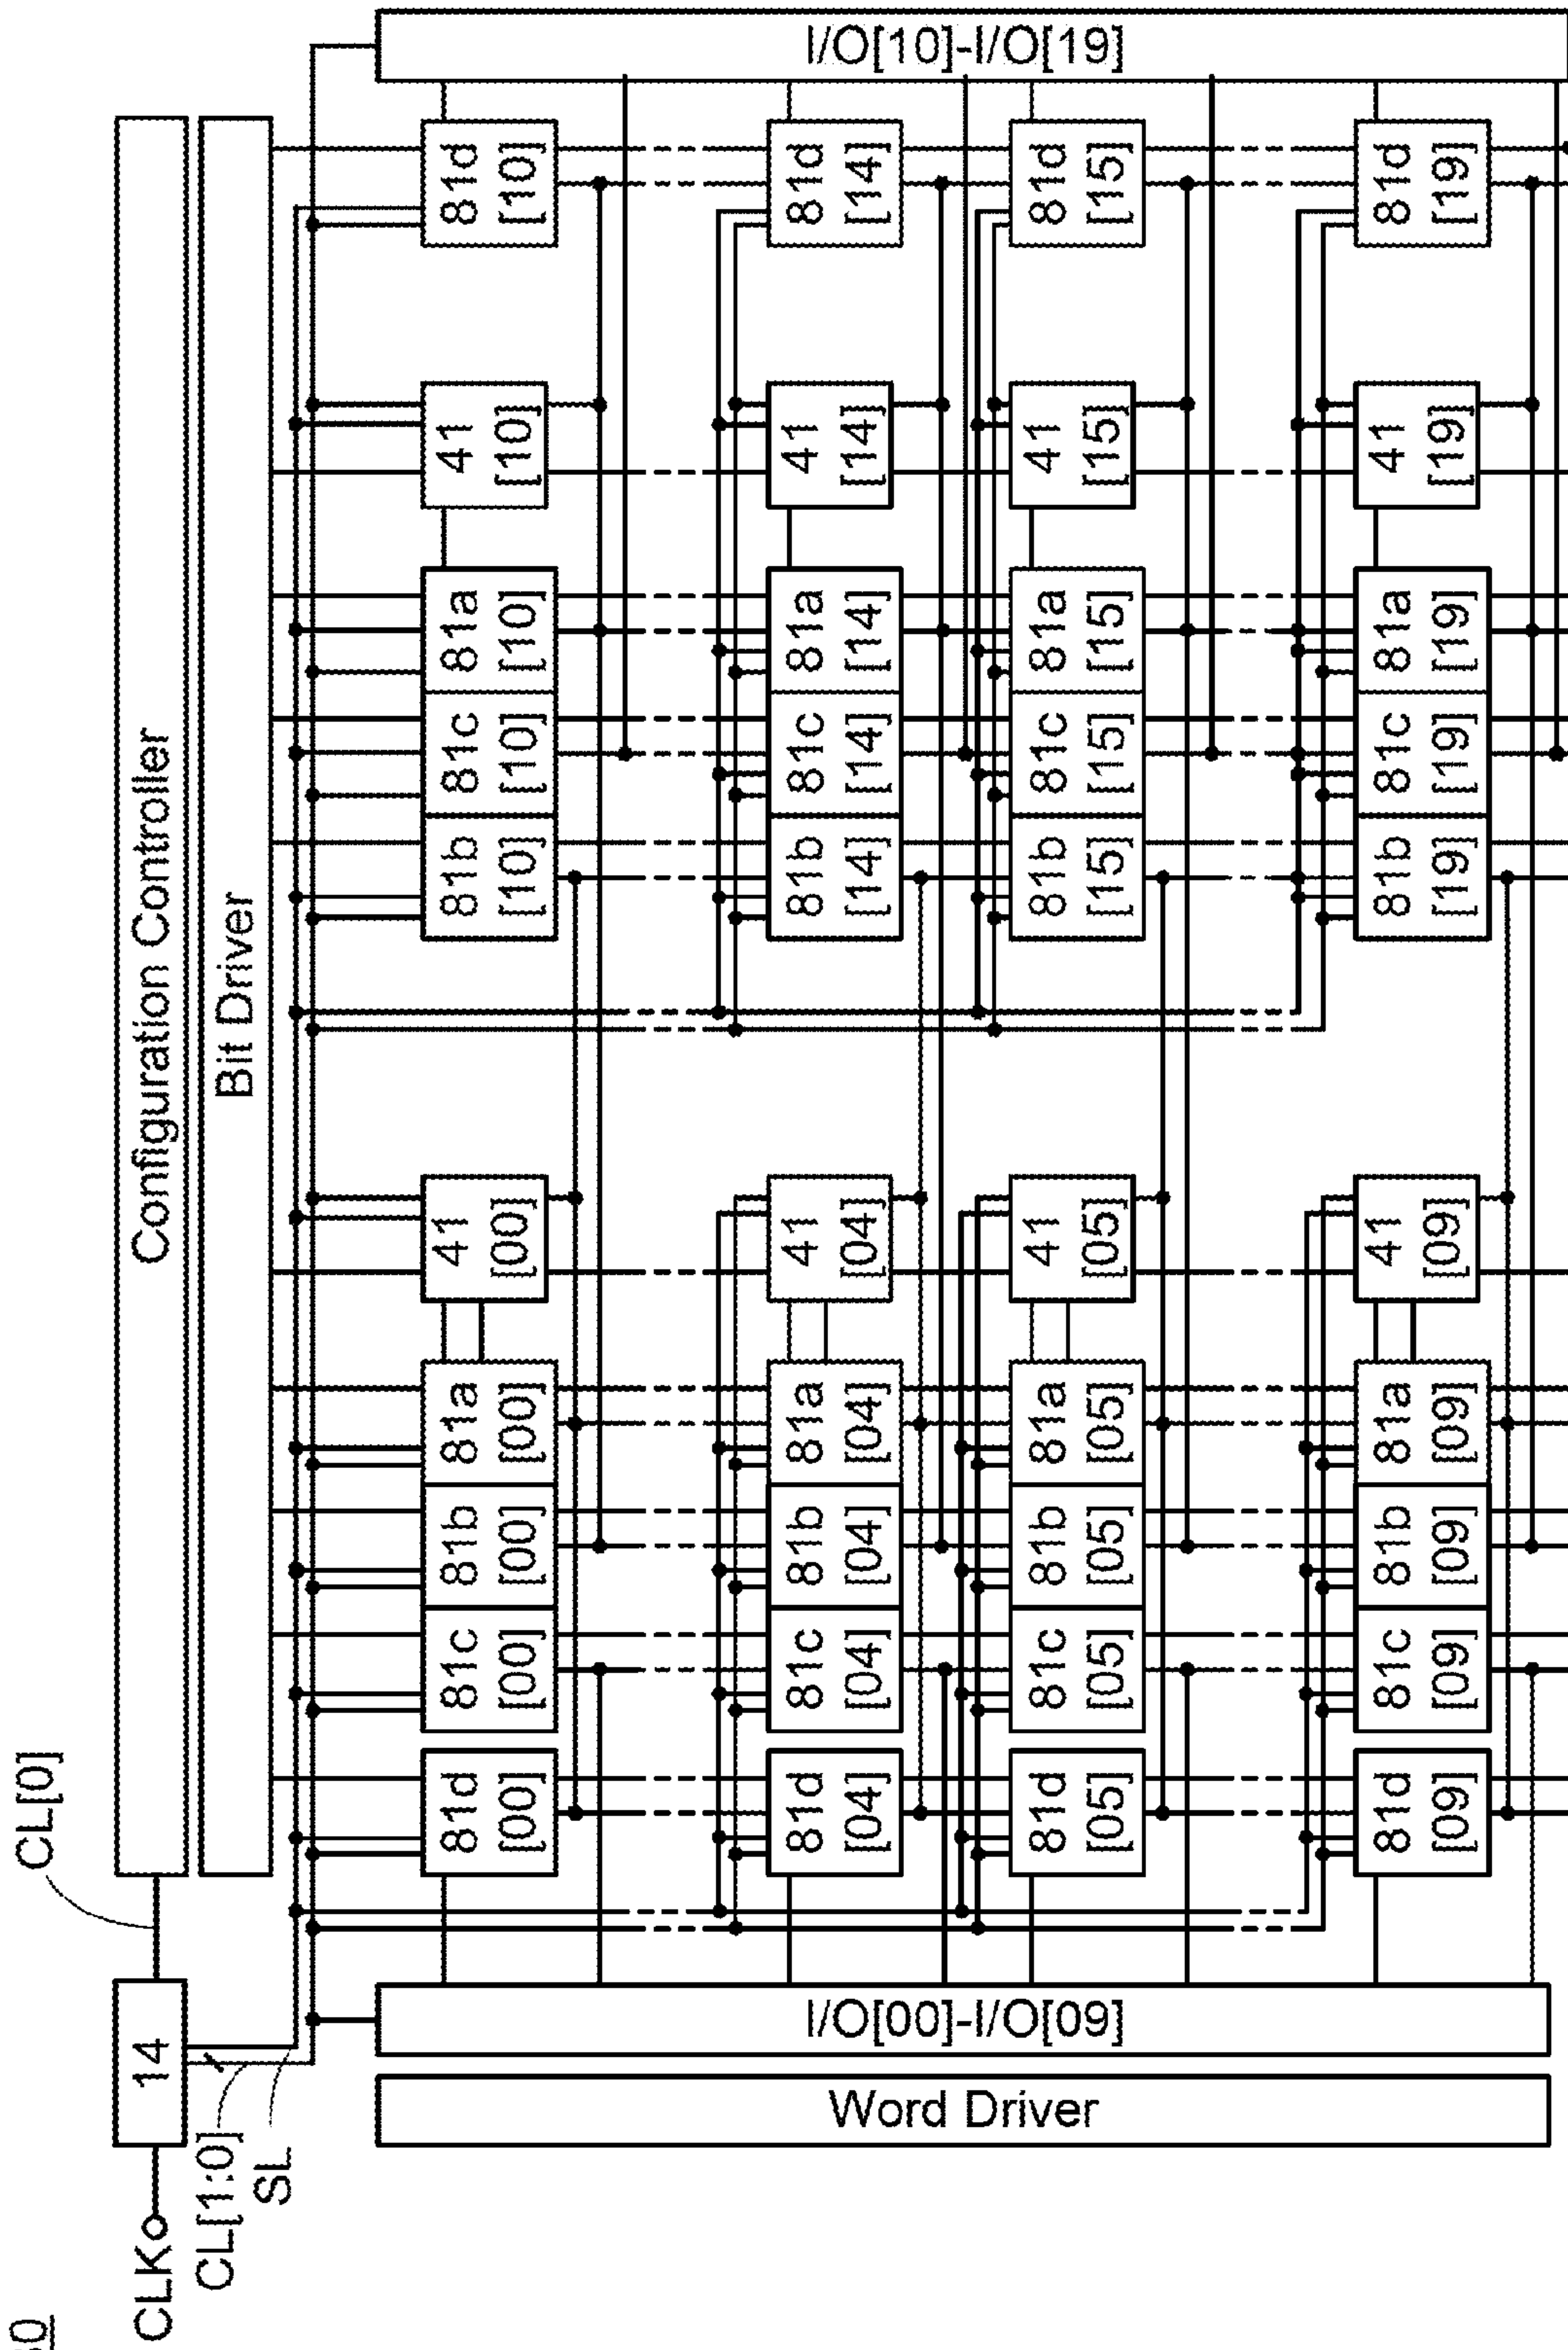 CLK
14
CL[0]
CL[1:0]
SL
Configuration Controller
Bit Driver
Word Driver
I/O[00]-I/O[09]
81d [00]
81c [00]
81b [00]
81a [00]
41 [00]
81b [10]
81c [10]
81a [10]
41 [10]
81d [10]
81d [04]
81c [04]
81b [04]
81a [04]
41 [04]
81b [14]
81c [14]
81a [14]
41 [14]
81d [14]
81d [05]
81c [05]
81b [05]
81a [05]
41 [05]
81b [15]
81c [15]
81a [15]
41 [15]
81d [15]
81d [09]
81c [09]
81b [09]
81a [09]
41 [09]
81b [19]
81c [19]
81a [19]
41 [19]
81d [19]
I/O[10]-I/O[19]